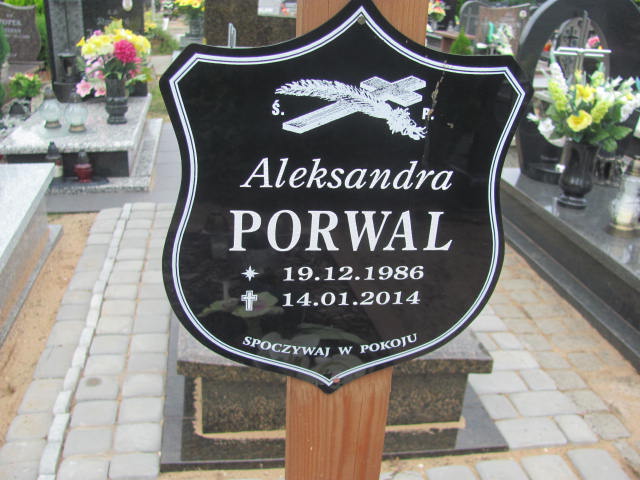 Ś. P.
Aleksandra
PORWAL
19.12.1986
14.01.2014
SPOCZYWAJ W POKOJU